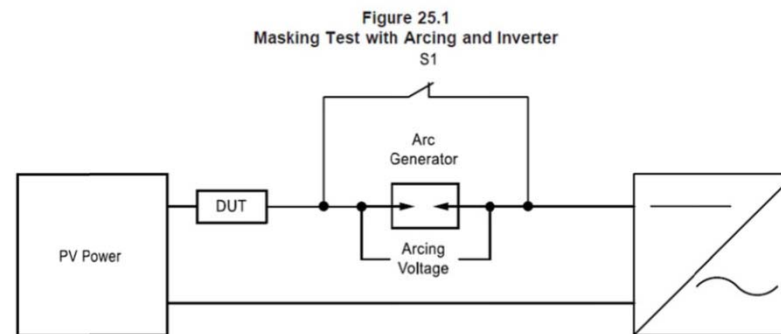 Figure 25.1
Masking Test with Arcing and Inverter
S1
Arc
Generator
DUT
PV Power
Arcing
Voltage